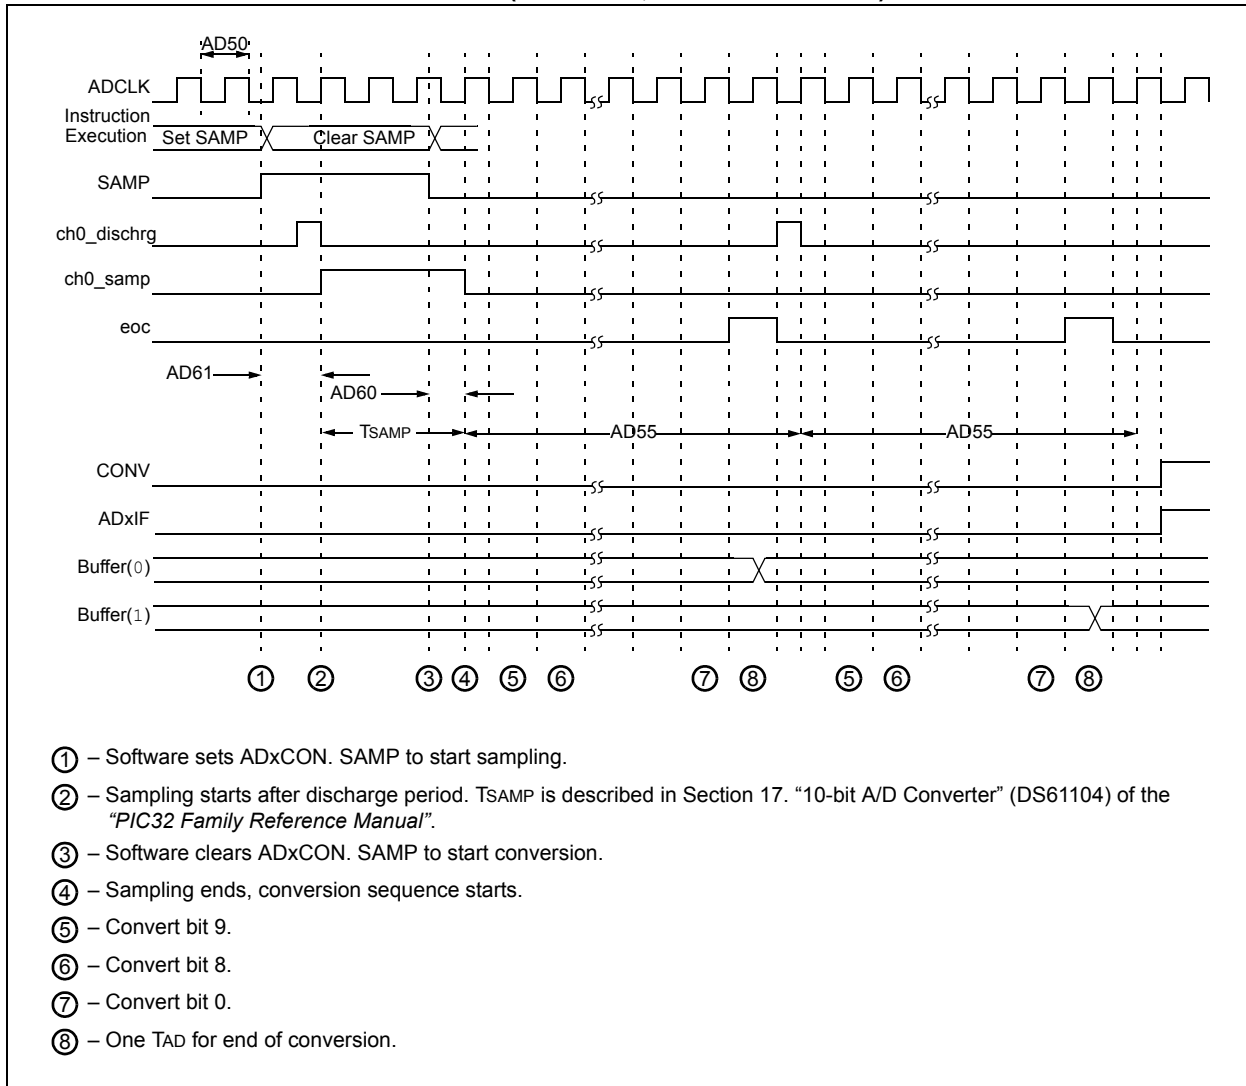 AD50
ADCLK
Instruction
Execution Set SAMP Clear SAMP
SAMP
ch0_dischrg
ch0_samp
eoc
AD61
AD60
TSAMP AD55 AD55
CONV
ADxIF
Buffer(0)
Buffer(1)
1 2 3 4 5 6 7 8 5 6 7 8
1 – Software sets ADxCON. SAMP to start sampling.
2 – Sampling starts after discharge period. TSAMP is described in Section 17. “10-bit A/D Converter” (DS61104) of the
“PIC32 Family Reference Manual”.
3 – Software clears ADxCON. SAMP to start conversion.
4 – Sampling ends, conversion sequence starts.
5 – Convert bit 9.
6 – Convert bit 8.
7 – Convert bit 0.
8 – One TAD for end of conversion.